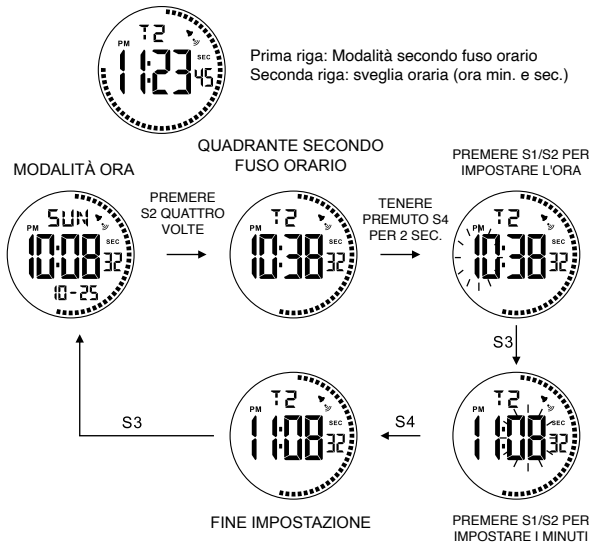 T2
PM
11:23
SEC
45
Prima riga: Modalità secondo fuso orario
Seconda riga: sveglia oraria (ora min. e sec.)
MODALITÀ ORA
SUN
PM
10:08
SEC
32
10-25
PREMERE
S2 QUATTRO
VOLTE
QUADRANTE SECONDO
FUSO ORARIO
T2
PM
10:38
SEC
32
TENERE
PREMUTO S4
PER 2 SEC.
PREMERE S1/S2 PER
IMPOSTARE L'ORA
T2
PM
10:38
SEC
32
S3
T2
PM
11:08
SEC
32
PREMERE S1/S2 PER
IMPOSTARE I MINUTI
S4
T2
PM
11:08
SEC
32
FINE IMPOSTAZIONE
S3